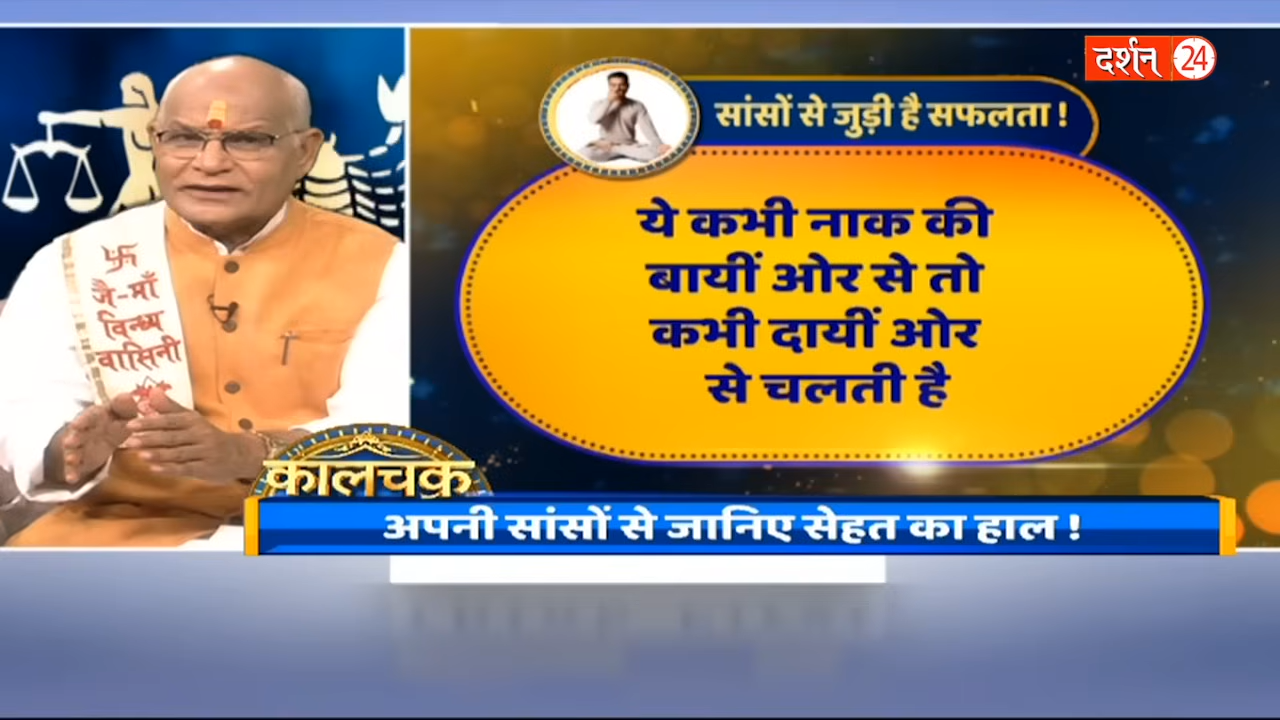 दर्शन 24
सांसों से जुड़ी है सफलता !
ये कभी नाक की
बायीं ओर से तो
कभी दायीं ओर
से चलती है
जै-माँ
विन्ध्य
वासिनी
कालचक्र
अपनी सांसों से जानिए सेहत का हाल !